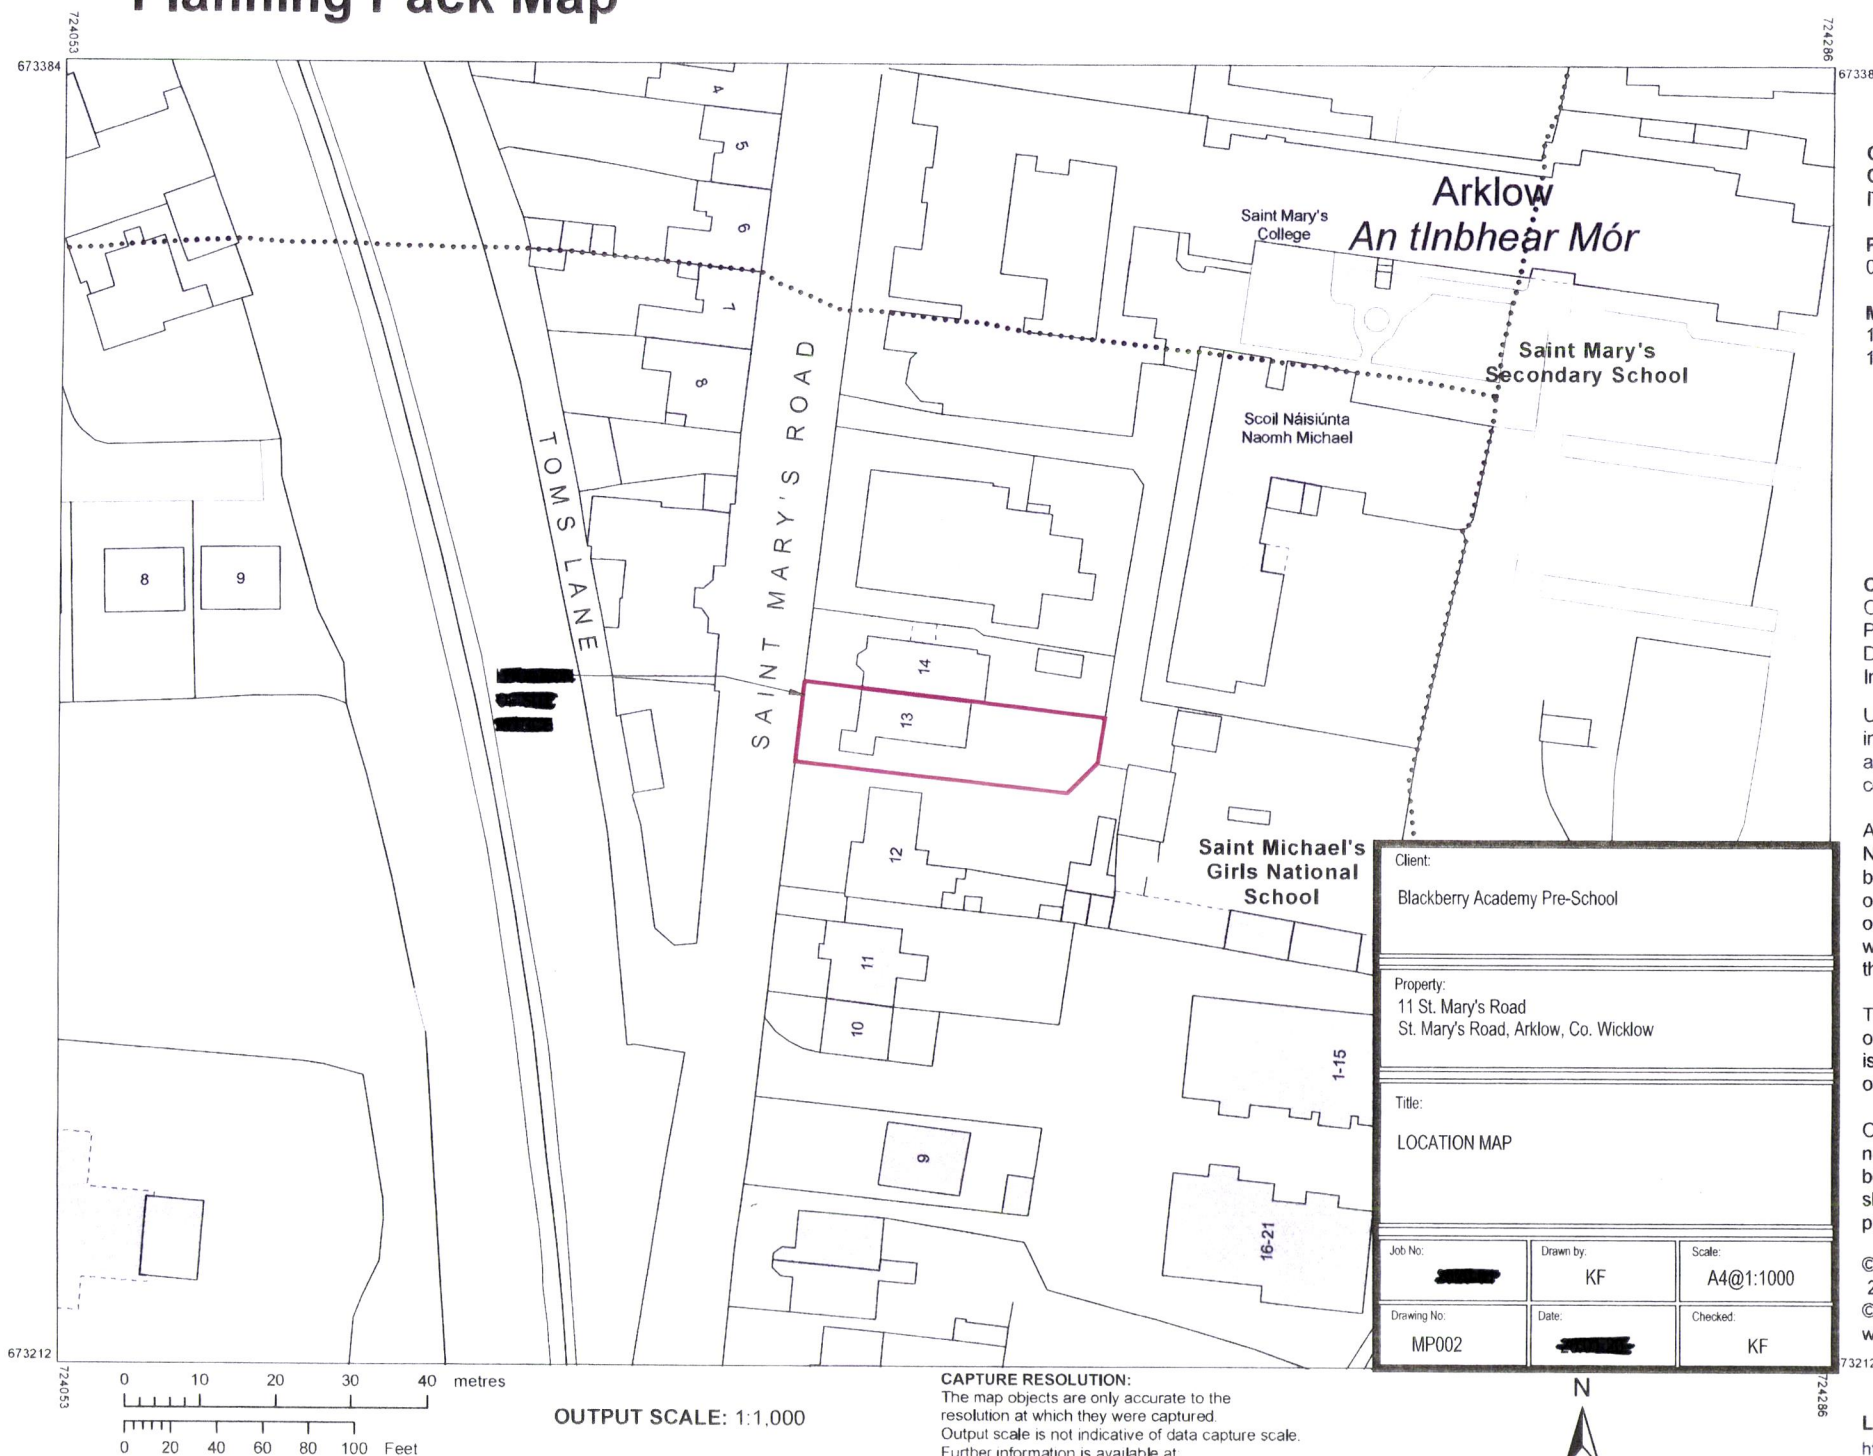 Planning Pack Map
724053
724286
673384
4
5
6
7
8
Arklow
An tInbhear Mór
Saint Mary's
College
Saint Mary's
Secondary School
Scoil Náisiúnta
Naomh Michael
SAINT MARY'S ROAD
TOMS LANE
8
9
14
13
12
11
10
9
Saint Michael's
Girls National
School
1-15
16-21
Client:
Blackberry Academy Pre-School
Property:
11 St. Mary's Road
St. Mary's Road, Arklow, Co. Wicklow
Title:
LOCATION MAP
Job No:
Drawn by:
KF
Scale:
A4@1:1000
Drawing No:
MP002
Date:
Checked:
KF
673212
724053
724286
0 10 20 30 40 metres
0 20 40 60 80 100 Feet
OUTPUT SCALE: 1:1,000
CAPTURE RESOLUTION:
The map objects are only accurate to the
resolution at which they were captured.
Output scale is not indicative of data capture scale.
Further information is available at:
N